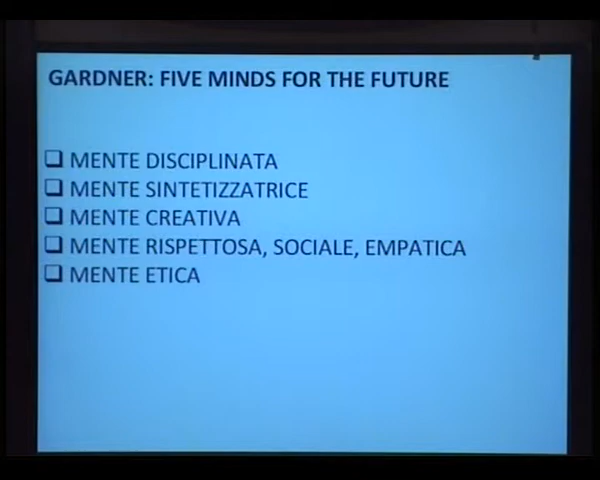 GARDNER: FIVE MINDS FOR THE FUTURE
MENTE DISCIPLINATA
MENTE SINTETIZZATRICE
MENTE CREATIVA
MENTE RISPETTOSA, SOCIALE, EMPATICA
MENTE ETICA